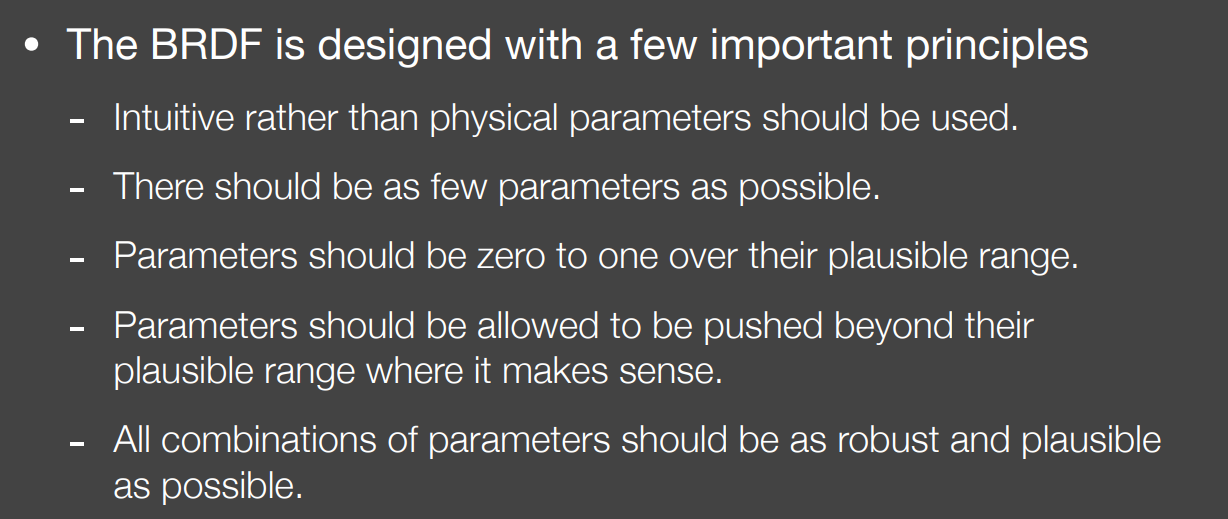 • The BRDF is designed with a few important principles
- Intuitive rather than physical parameters should be used.
- There should be as few parameters as possible.
- Parameters should be zero to one over their plausible range.
- Parameters should be allowed to be pushed beyond their
plausible range where it makes sense.
- All combinations of parameters should be as robust and plausible
as possible.